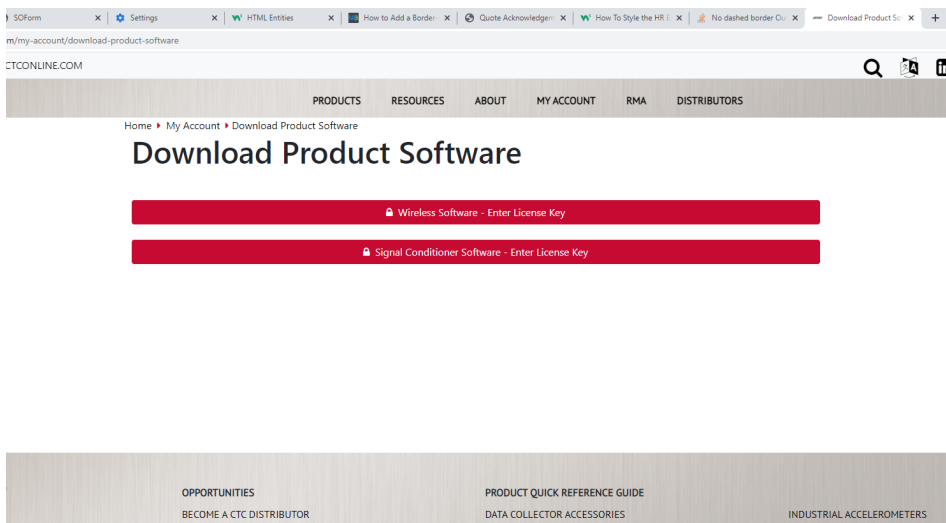 SOForm
Settings
HTML Entities
How to Add a Border
Quote Acknowledgem
How To Style the HR E
No dashed border Ou
Download Product So
m/my-account/download-product-software
CTCONLINE.COM
PRODUCTS RESOURCES ABOUT MY ACCOUNT RMA DISTRIBUTORS
Home My Account Download Product Software
Download Product Software
Wireless Software - Enter License Key
Signal Conditioner Software - Enter License Key
OPPORTUNITIES PRODUCT QUICK REFERENCE GUIDE
BECOME A CTC DISTRIBUTOR DATA COLLECTOR ACCESSORIES INDUSTRIAL ACCELEROMETERS